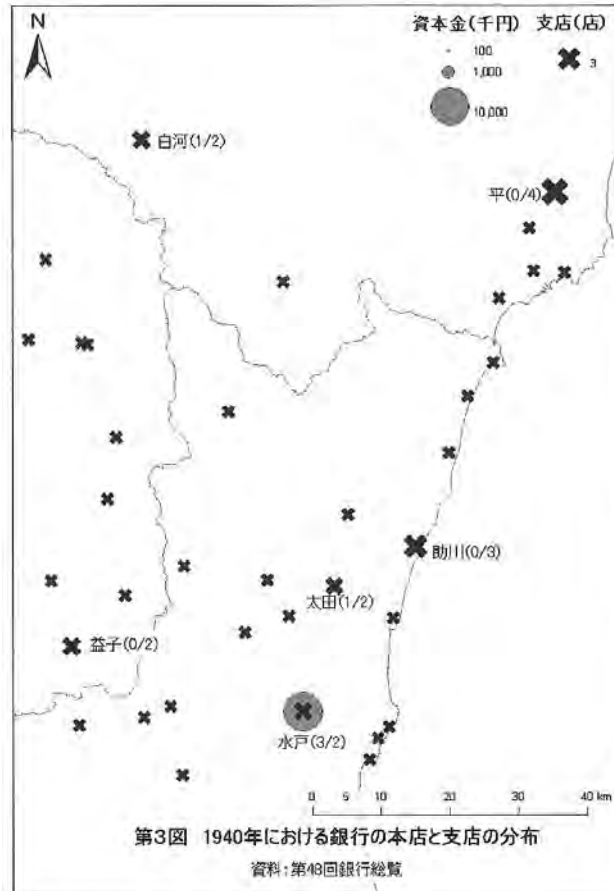 N
資本金(千円) 支店(店)
100
1,000
10,000
3
白河(1/2)
平(0/4)
助川(0/3)
太田(1/2)
益子(0/2)
水戸(3/2)
0 5 10 20 30 40 km
第3図 1940年における銀行の本店と支店の分布
資料:第48回銀行総覧